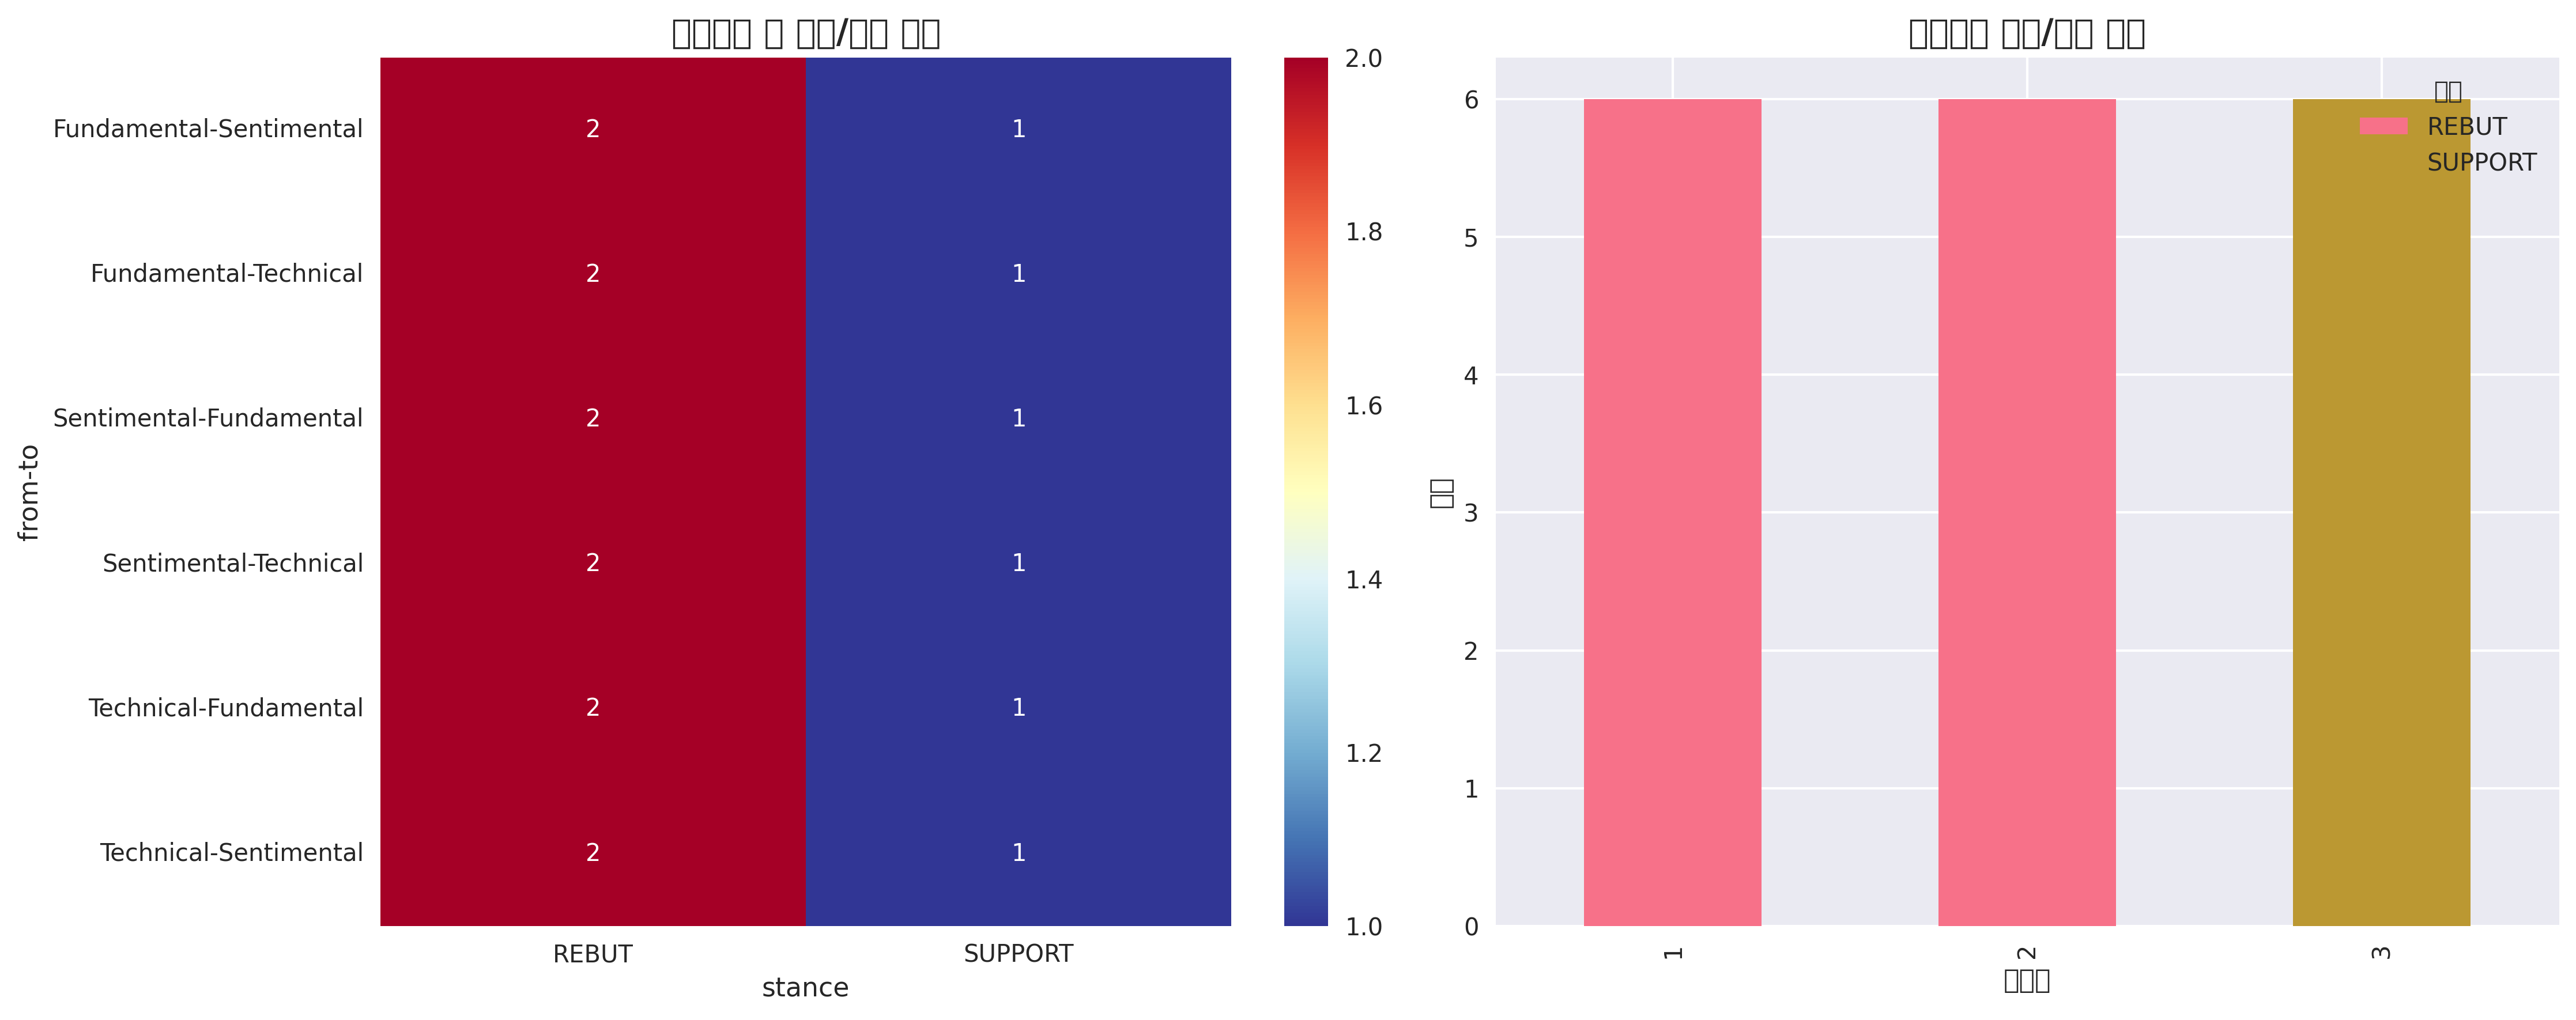 Fundamental-Sentimental
Fundamental-Technical
Sentimental-Fundamental
Sentimental-Technical
Technical-Fundamental
Technical-Sentimental
from-to
2 1
2 1
2 1
2 1
2 1
2 1
REBUT SUPPORT
stance
2.0
1.8
1.6
1.4
1.2
1.0
6
5
4
3
2
1
0
REBUT
SUPPORT
1 2 3